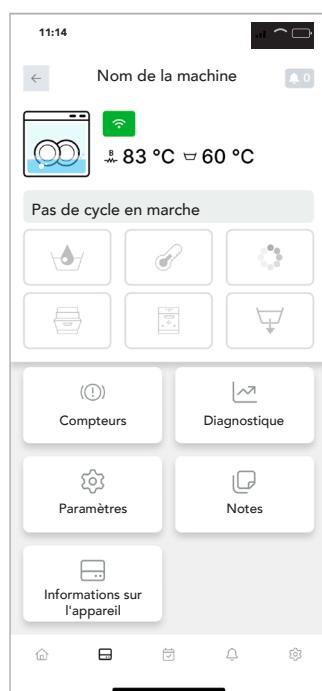 11:14
Nom de la machine
0
B
83 °C 60 °C
Pas de cycle en marche
Compteurs
Diagnostique
Paramètres
Notes
Informations sur
l'appareil